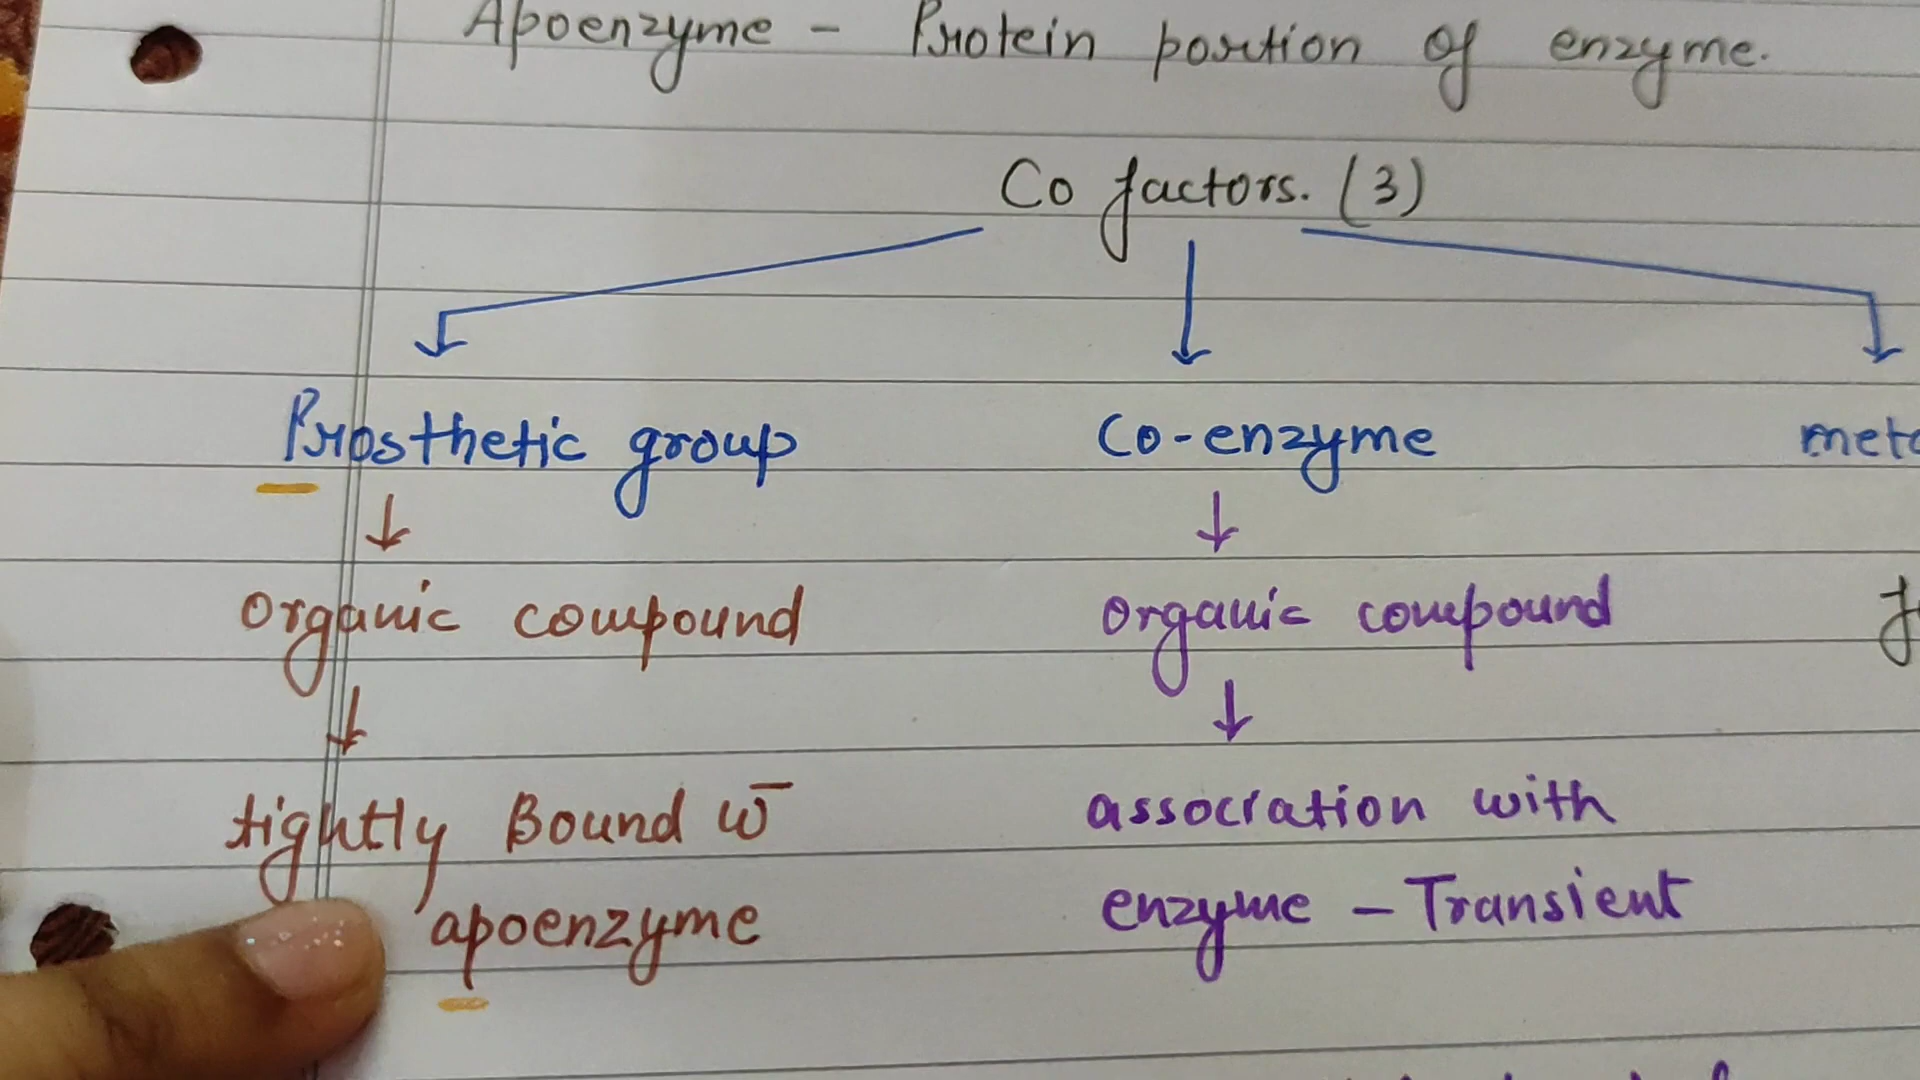 Apoenzyme - Protein portion of enzyme.
Co factors. (3)
Prosthetic group Co-enzyme
organic compound organic compound
tightly Bound w̄ association with
apoenzyme enzyme - Transient